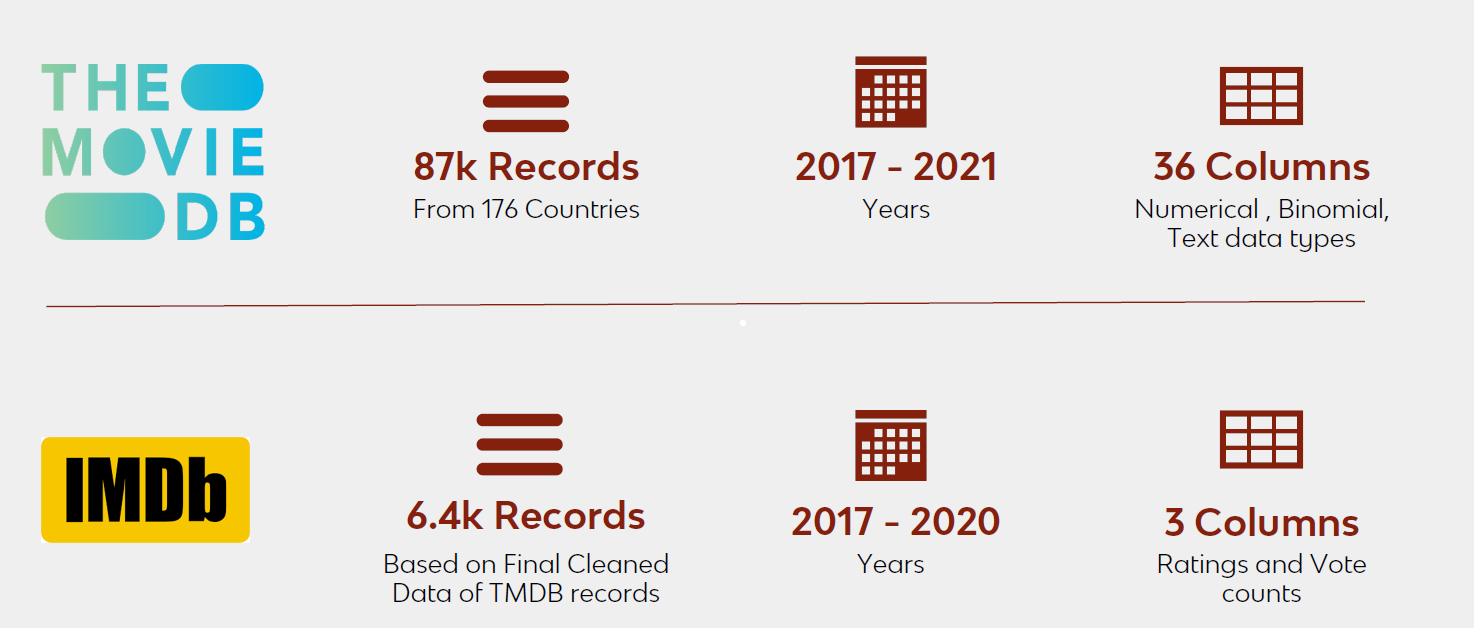 THE
MOVIE
DB
87k Records
From 176 Countries
2017 - 2021
Years
36 Columns
Numerical , Binomial,
Text data types
IMDb
6.4k Records
Based on Final Cleaned
Data of TMDB records
2017 - 2020
Years
3 Columns
Ratings and Vote
counts